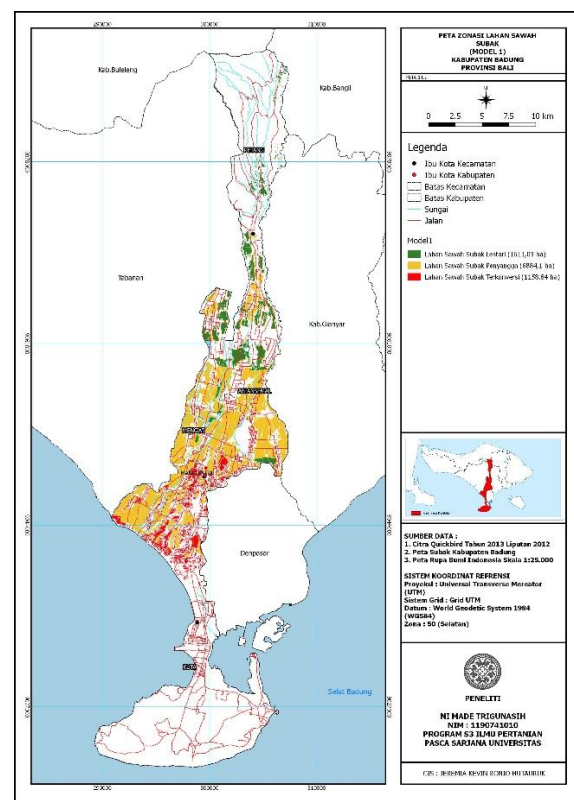 PETA ZONASI LAHAN SAWAH
SUBAK
(MODEL 1)
KABUPATEN BADUNG
PROVINSI BALI
U
0 2.5 5 7.5 10 km
Legenda
Ibu Kota Kecamatan
Ibu Kota Kabupaten
Batas Kecamatan
Batas Kabupaten
Sungai
Jalan
Model1
Lahan Sawah Subak Lestari
Lahan Sawah Subak Penyangga
Lahan Sawah Subak Terkonversi
SUMBER DATA :
1. Citra Quickbird Tahun 2013 Liputan 2012
2. Peta Subak Kabupaten Badung
3. Peta Rupa Bumi Indonesia Skala 1:25.000
SISTEM KOORDINAT REFRENSI
Proyeksi : Universal Transverse Mercator
(UTM)
Sistem Grid : Grid UTM
Datum : World Geodetic System 1984
(WGS84)
Zona : 50 (Selatan)
PENELITI
NI MADE TRIGUNASIH
NIM : 1190741010
PROGRAM S3 ILMU PERTANIAN
PASCA SARJANA UNIVERSITAS
GIS : JEREMIA KEVIN HUTAURUK
Kab.Buleleng
Kab.Bangli
Tabanan
Kab.Gianyar
Denpasar
Selat Badung